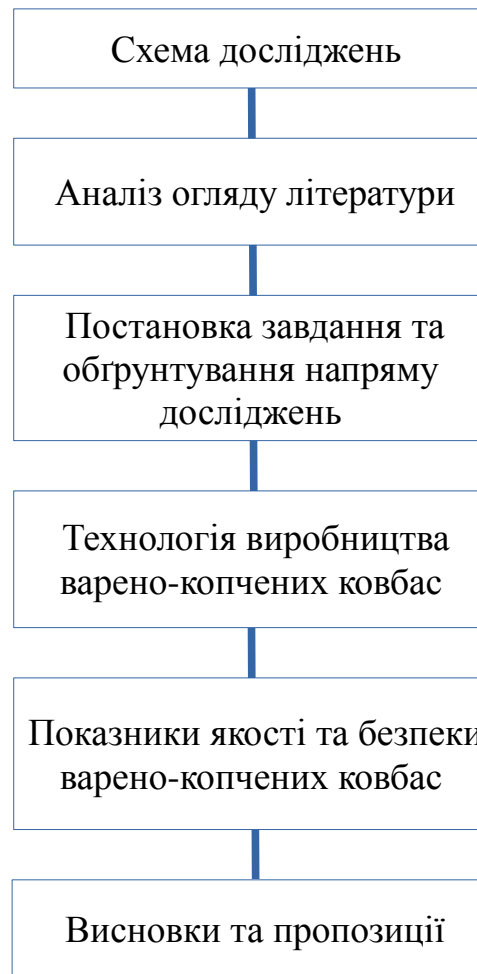 Схема досліджень
Аналіз огляду літератури
Постановка завдання та
обґрунтування напряму
досліджень
Технологія виробництва
варено-копчених ковбас
Показники якості та безпеки
варено-копчених ковбас
Висновки та пропозиції